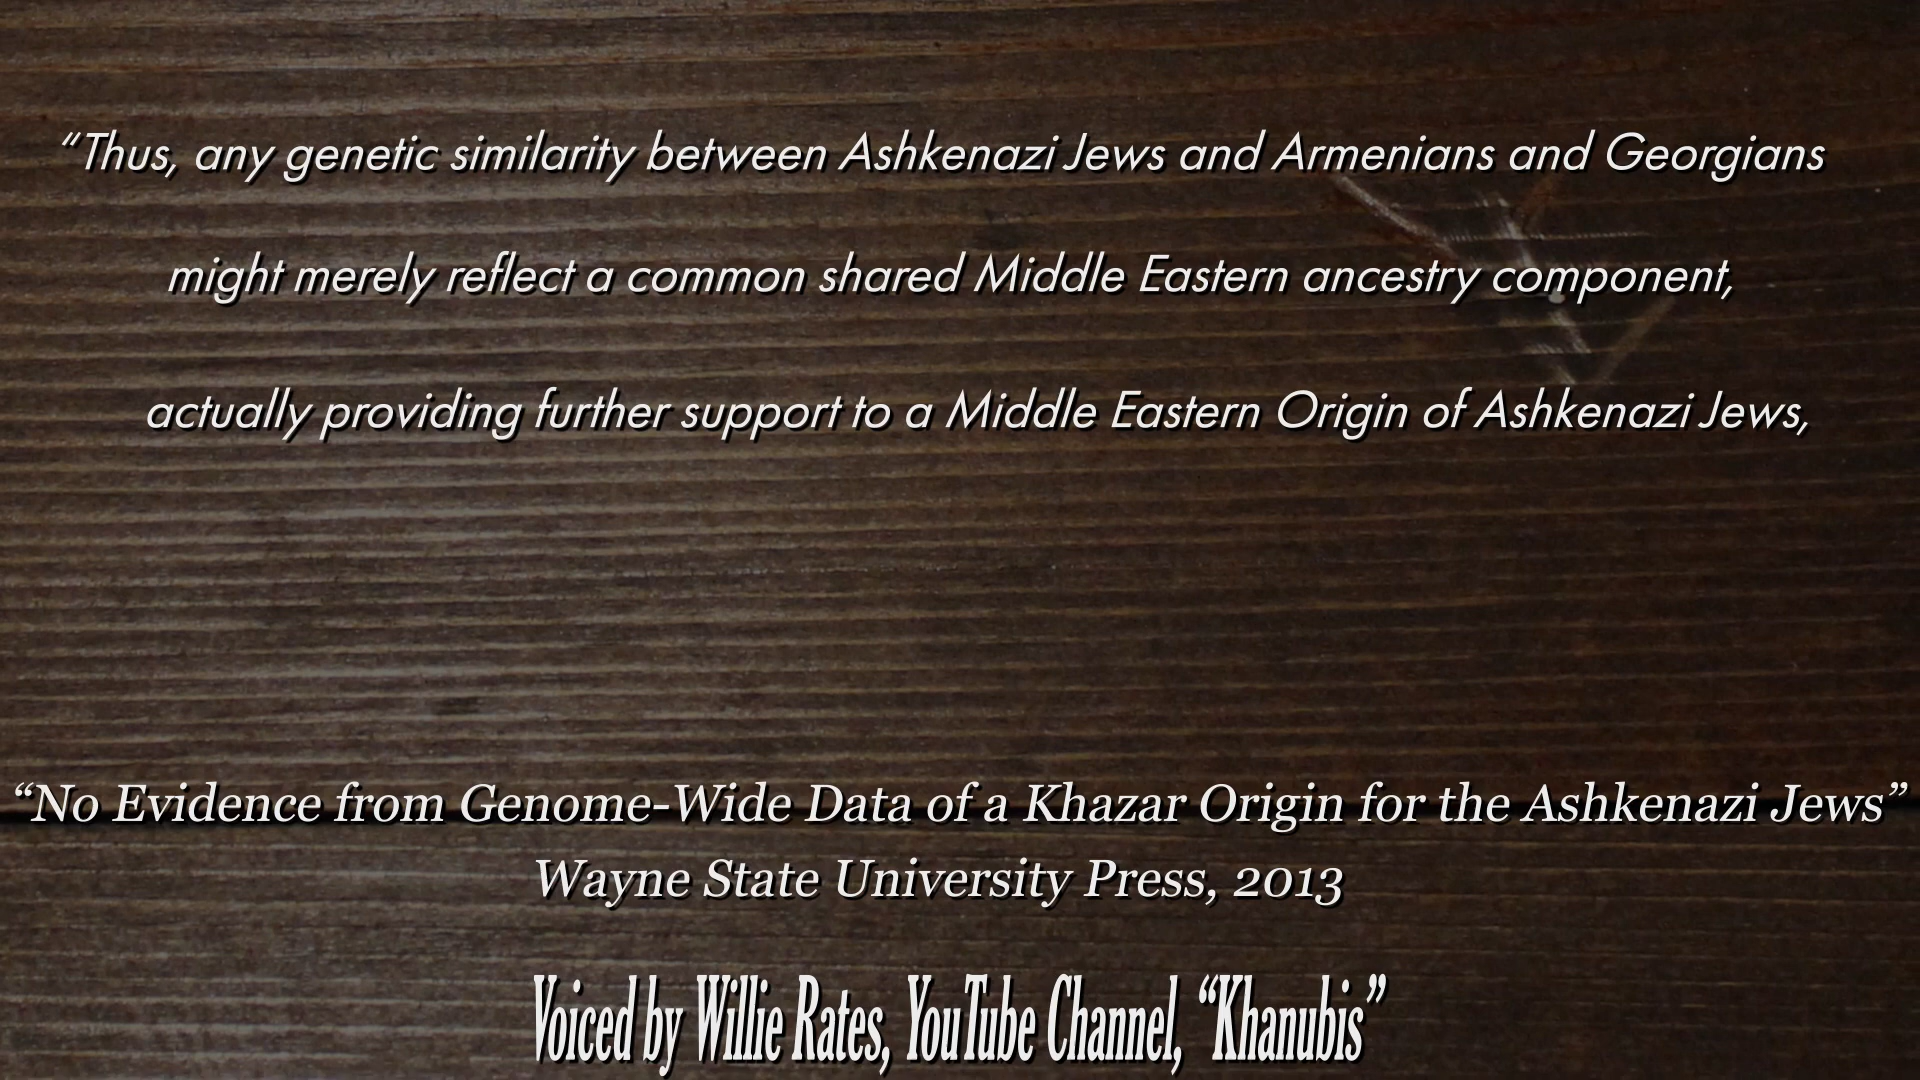 “Thus, any genetic similarity between Ashkenazi Jews and Armenians and Georgians
might merely reflect a common shared Middle Eastern ancestry component,
actually providing further support to a Middle Eastern Origin of Ashkenazi Jews,
“No Evidence from Genome-Wide Data of a Khazar Origin for the Ashkenazi Jews”
Wayne State University Press, 2013
Voiced by Willie Rates, YouTube Channel, “Khanubis”